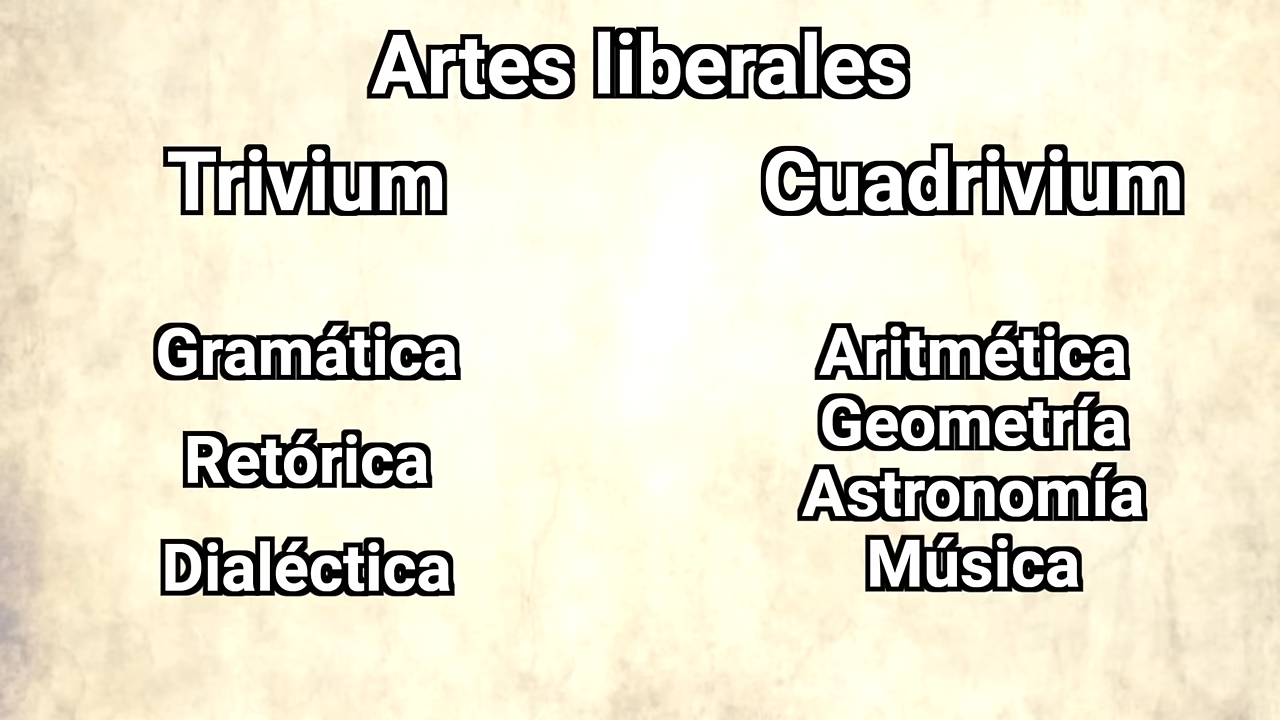 Artes liberales
Trivium
Gramática
Retórica
Dialéctica
Cuadrivium
Aritmética
Geometría
Astronomía
Música